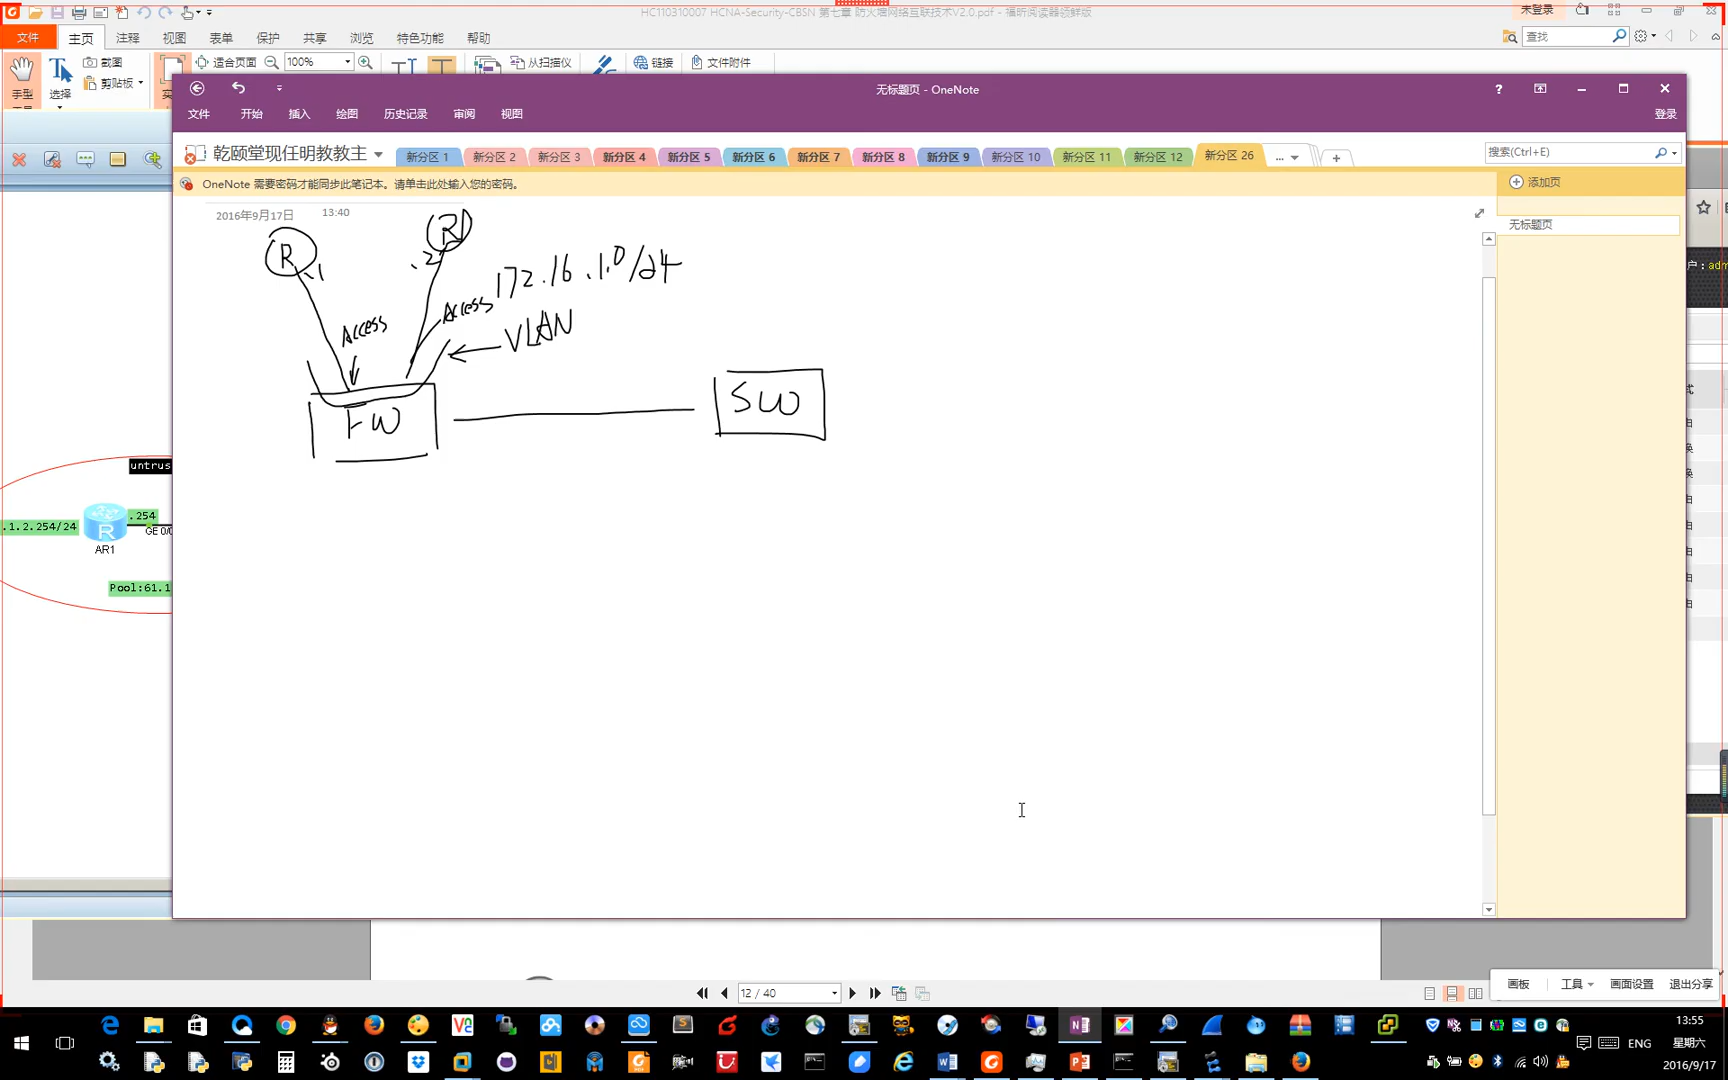 HC110310007 HCNA-Security-CBSN 第七章 防火墙网络互联技术V2.0.pdf - 福昕阅读器领鲜版
未登录
文件 主页 注释 视图 表单 保护 共享 浏览 特色功能 帮助
查找
手型
选择
截图
剪贴板
适合页面
100%
从扫描仪
链接
文件附件
无标题页 - OneNote
文件 开始 插入 绘图 历史记录 审阅 视图
登录
乾颐堂现任明教教主
新分区 1 新分区 2 新分区 3 新分区 4 新分区 5 新分区 6 新分区 7 新分区 8 新分区 9 新分区 10 新分区 11 新分区 12 新分区 26 ...
搜索(Ctrl+E)
OneNote 需要密码才能同步此笔记本。请单击此处输入您的密码。
添加页
无标题页
2016年9月17日 13:40
R
.1
R
.2
172.16.1.0/24
Access
Access
VLAN
FW
SW
untrus
.254
.1.2.254/24
GE 0/0
R
AR1
Pool:61.1
户:adm
12 / 40
画板 工具 画面设置 退出分享
ENG
13:55
星期六
2016/9/17